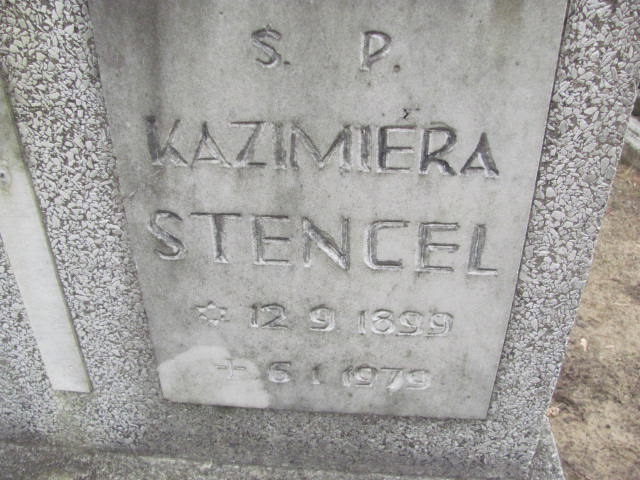 Ś. P.
KAZIMIERA
STENCEL
✡ 12 9 1899
+ 6 1 1979